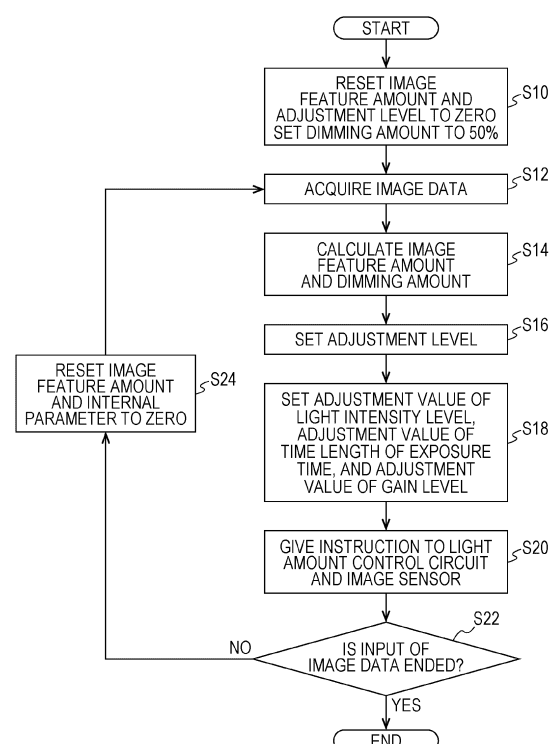 START
RESET IMAGE
FEATURE AMOUNT AND
ADJUSTMENT LEVEL TO ZERO
SET DIMMING AMOUNT TO 50%
S10
ACQUIRE IMAGE DATA
S12
CALCULATE IMAGE
FEATURE AMOUNT
AND DIMMING AMOUNT
S14
SET ADJUSTMENT LEVEL
S16
RESET IMAGE
FEATURE AMOUNT
AND INTERNAL
PARAMETER TO ZERO
S24
SET ADJUSTMENT VALUE OF
LIGHT INTENSITY LEVEL,
ADJUSTMENT VALUE OF
TIME LENGTH OF EXPOSURE
TIME, AND ADJUSTMENT
VALUE OF GAIN LEVEL
S18
GIVE INSTRUCTION TO LIGHT
AMOUNT CONTROL CIRCUIT
AND IMAGE SENSOR
S20
S22
NO
IS INPUT OF
IMAGE DATA ENDED?
YES
END